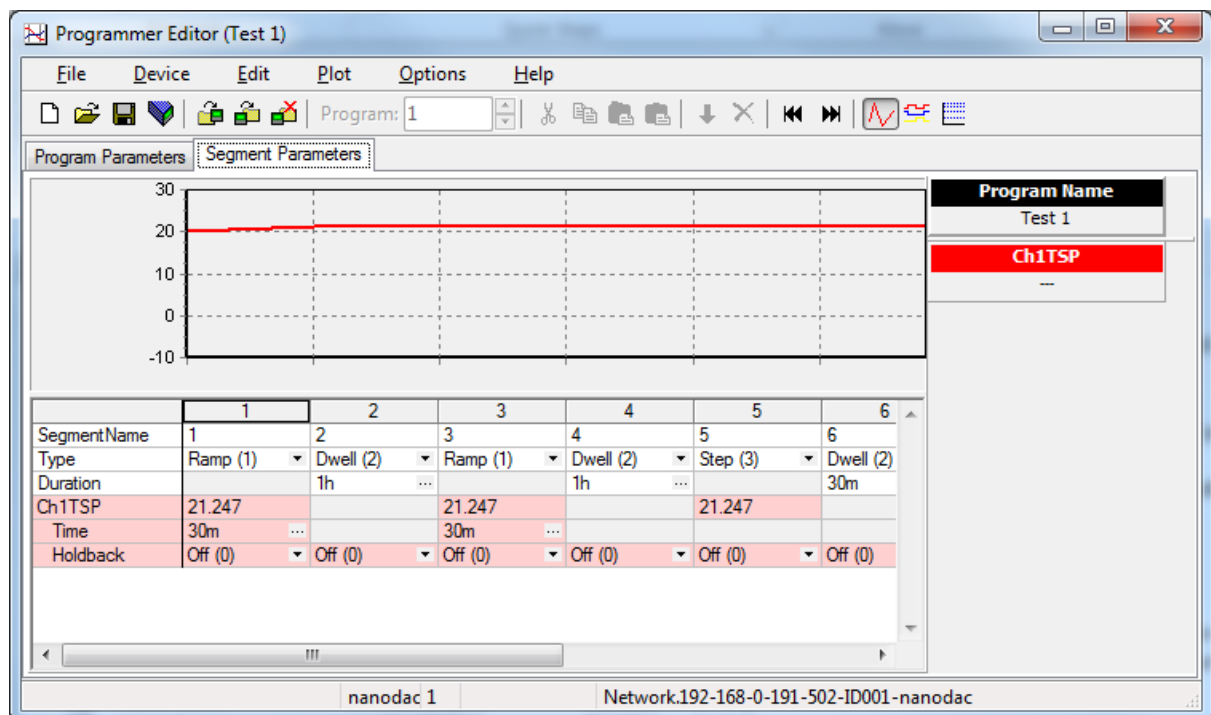 Programmer Editor (Test 1)
File Device Edit Plot Options Help
Program: 1
Program Parameters Segment Parameters
30
20
10
0
-10
Program Name
Test 1
Ch1TSP
---
1 2 3 4 5 6
SegmentName 1 2 3 4 5 6
Type Ramp (1) Dwell (2) Ramp (1) Dwell (2) Step (3) Dwell (2)
Duration 1h ... 1h ... 30m
Ch1TSP 21.247 21.247 21.247
Time 30m ... 30m ...
Holdback Off (0) Off (0) Off (0) Off (0) Off (0) Off (0)
nanodac 1 Network.192-168-0-191-502-ID001-nanodac